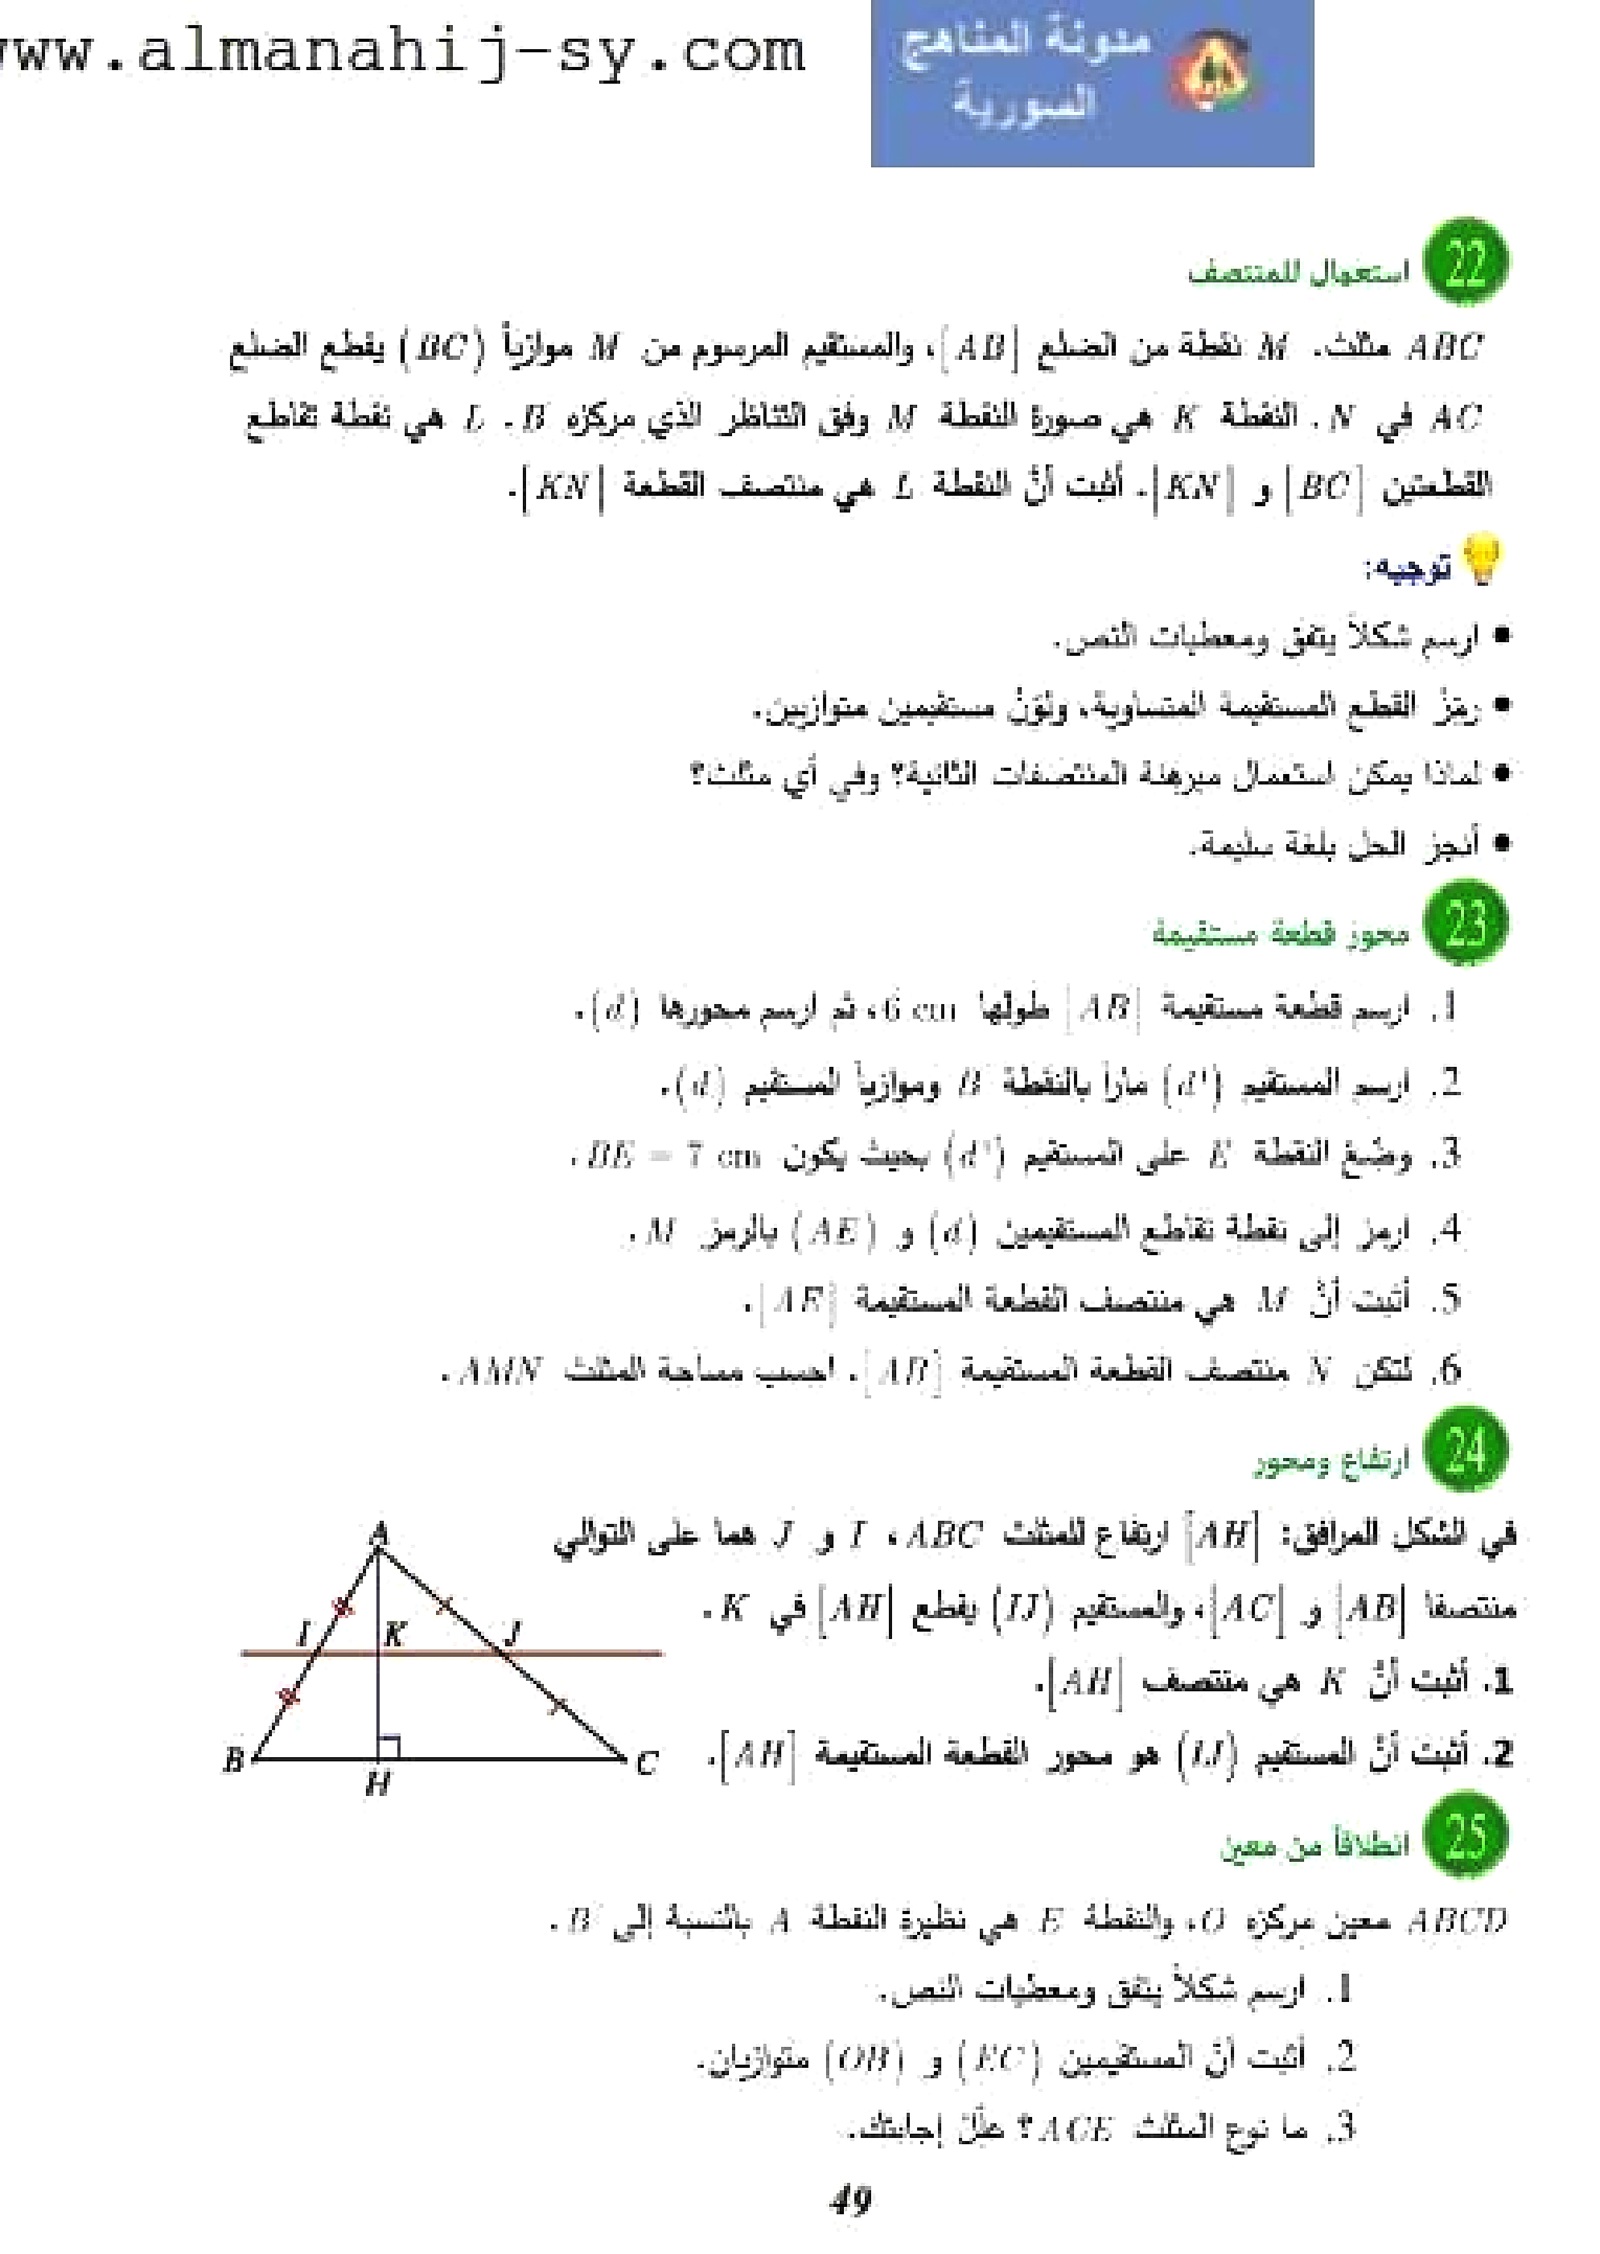 www.almanahij-sy.com
مدونة المناهج
السورية
22 استعمال للمنتصف
ABC مثلث. M نقطة من الضلع [AB]، والمستقيم المرسوم من M موازياً (BC) يقطع الضلع
AC في N. النقطة K هي صورة النقطة M وفق التناظر الذي مركزه B. L هي نقطة تقاطع
القطعتين [BC] و [KN]. أثبت أنَّ النقطة L هي منتصف القطعة [KN].
توجيه:
• ارسم شكلاً يتفق ومعطيات النص.
• رمِّز القطع المستقيمة المتساوية، ولوّنْ مستقيمين متوازيين.
• لماذا يمكن استعمال مبرهنة المنتصفات الثانية؟ وفي أي مثلث؟
• أنجز الحل بلغة سليمة.
23 محور قطعة مستقيمة
1. ارسم قطعة مستقيمة [AB] طولها 6 cm، ثم ارسم محورها (d).
2. ارسم المستقيم (d') ماراً بالنقطة B وموازياً المستقيم (d).
3. وضِّع النقطة E على المستقيم (d') بحيث يكون BE = 7 cm.
4. ارمز إلى نقطة تقاطع المستقيمين (d) و (AE) بالرمز M.
5. أثبت أنَّ M هي منتصف القطعة المستقيمة [AE].
6. لتكن N منتصف القطعة المستقيمة [AB]. احسب مساحة المثلث AMN.
24 ارتفاع ومحور
في الشكل المرافق: [AH] ارتفاع للمثلث ABC، I و J هما على التوالي
منتصفا [AB] و [AC]، والمستقيم (IJ) يقطع [AH] في K.
1. أثبت أنَّ K هي منتصف [AH].
2. أثبت أنَّ المستقيم (IJ) هو محور القطعة المستقيمة [AH].
A
I K J
B H C
25 انطلاقاً من معين
ABCD معين مركزه O، والنقطة E هي نظيرة النقطة A بالنسبة إلى B.
1. ارسم شكلاً يتفق ومعطيات النص.
2. أثبت أنّ المستقيمين (EC) و (OB) متوازيان.
3. ما نوع المثلث ACE؟ علّل إجابتك.
49